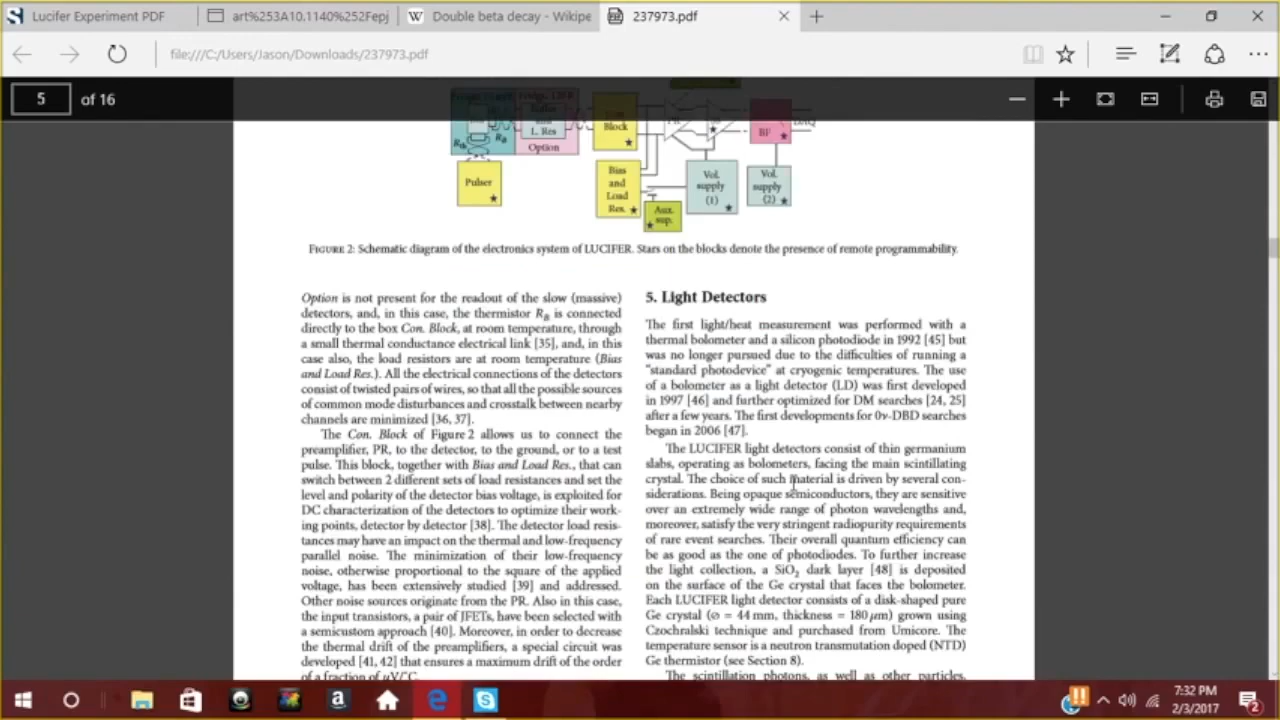 Lucifer Experiment PDF
art%253A10.1140%252Fepj
Double beta decay - Wikipe
237973.pdf
file:///C:/Users/Jason/Downloads/237973.pdf
5 of 16
L. Res
Option
Block
BF
Pulser
Bias
and
Load
Res.
Aux.
sup.
Vol.
supply
(1)
Vol.
supply
(2)
FIGURE 2: Schematic diagram of the electronics system of LUCIFER. Stars on the blocks denote the presence of remote programmability.
Option is not present for the readout of the slow (massive)
detectors, and, in this case, the thermistor Rθ is connected
directly to the box Con. Block, at room temperature, through
a small thermal conductance electrical link [35], and, in this
case also, the load resistors are at room temperature (Bias
and Load Res.). All the electrical connections of the detectors
consist of twisted pairs of wires, so that all the possible sources
of common mode disturbances and crosstalk between nearby
channels are minimized [36, 37].
The Con. Block of Figure 2 allows us to connect the
preamplifier, PR, to the detector, to the ground, or to a test
pulse. This block, together with Bias and Load Res., that can
switch between 2 different sets of load resistances and set the
level and polarity of the detector bias voltage, is exploited for
DC characterization of the detectors to optimize their work-
ing points, detector by detector [38]. The detector load resis-
tances may have an impact on the thermal and low-frequency
parallel noise. The minimization of their low-frequency
noise, otherwise proportional to the square of the applied
voltage, has been extensively studied [39] and addressed.
Other noise sources originate from the PR. Also in this case,
the input transistors, a pair of JFETs, have been selected with
a semicustom approach [40]. Moreover, in order to decrease
the thermal drift of the preamplifiers, a special circuit was
developed [41, 42] that ensures a maximum drift of the order
of a fraction of μV/°C.
5. Light Detectors
The first light/heat measurement was performed with a
thermal bolometer and a silicon photodiode in 1992 [45] but
was no longer pursued due to the difficulties of running a
"standard photodevice" at cryogenic temperatures. The use
of a bolometer as a light detector (LD) was first developed
in 1997 [46] and further optimized for DM searches [24, 25]
after a few years. The first developments for 0ν-DBD searches
began in 2006 [47].
The LUCIFER light detectors consist of thin germanium
slabs, operating as bolometers, facing the main scintillating
crystal. The choice of such material is driven by several con-
siderations. Being opaque semiconductors, they are sensitive
over an extremely wide range of photon wavelengths and,
moreover, satisfy the very stringent radiopurity requirements
of rare event searches. Their overall quantum efficiency can
be as good as the one of photodiodes. To further increase
the light collection, a SiO₂ dark layer [48] is deposited
on the surface of the Ge crystal that faces the bolometer.
Each LUCIFER light detector consists of a disk-shaped pure
Ge crystal (⌀ = 44 mm, thickness = 180 μm) grown using
Czochralski technique and purchased from Umicore. The
temperature sensor is a neutron transmutation doped (NTD)
Ge thermistor (see Section 8).
The scintillation photons, as well as other particles,
7:32 PM
2/3/2017
2